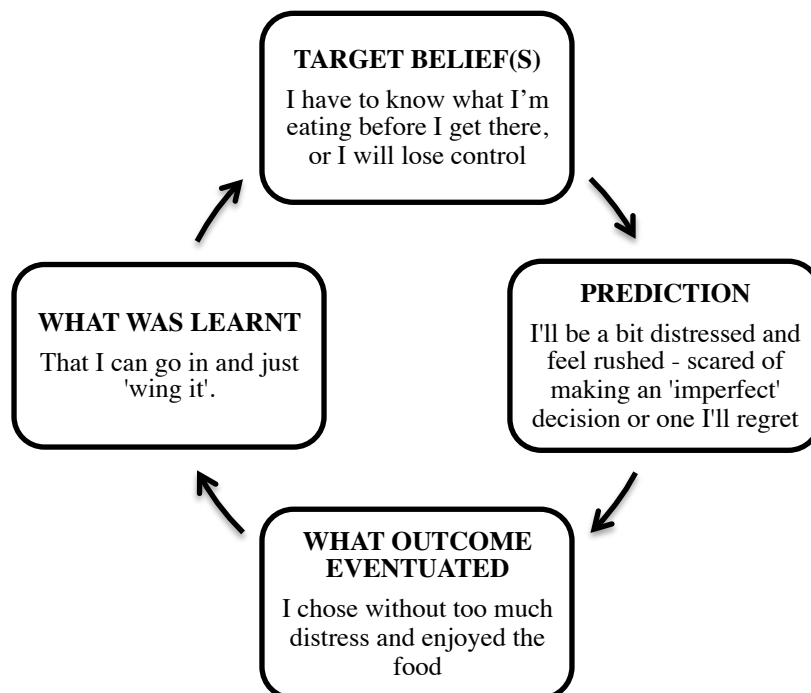 TARGET BELIEF(S)
I have to know what I’m
eating before I get there,
or I will lose control
PREDICTION
I'll be a bit distressed and
feel rushed - scared of
making an 'imperfect'
decision or one I'll regret
WHAT OUTCOME
EVENTUATED
I chose without too much
distress and enjoyed the
food
WHAT WAS LEARNT
That I can go in and just
'wing it'.